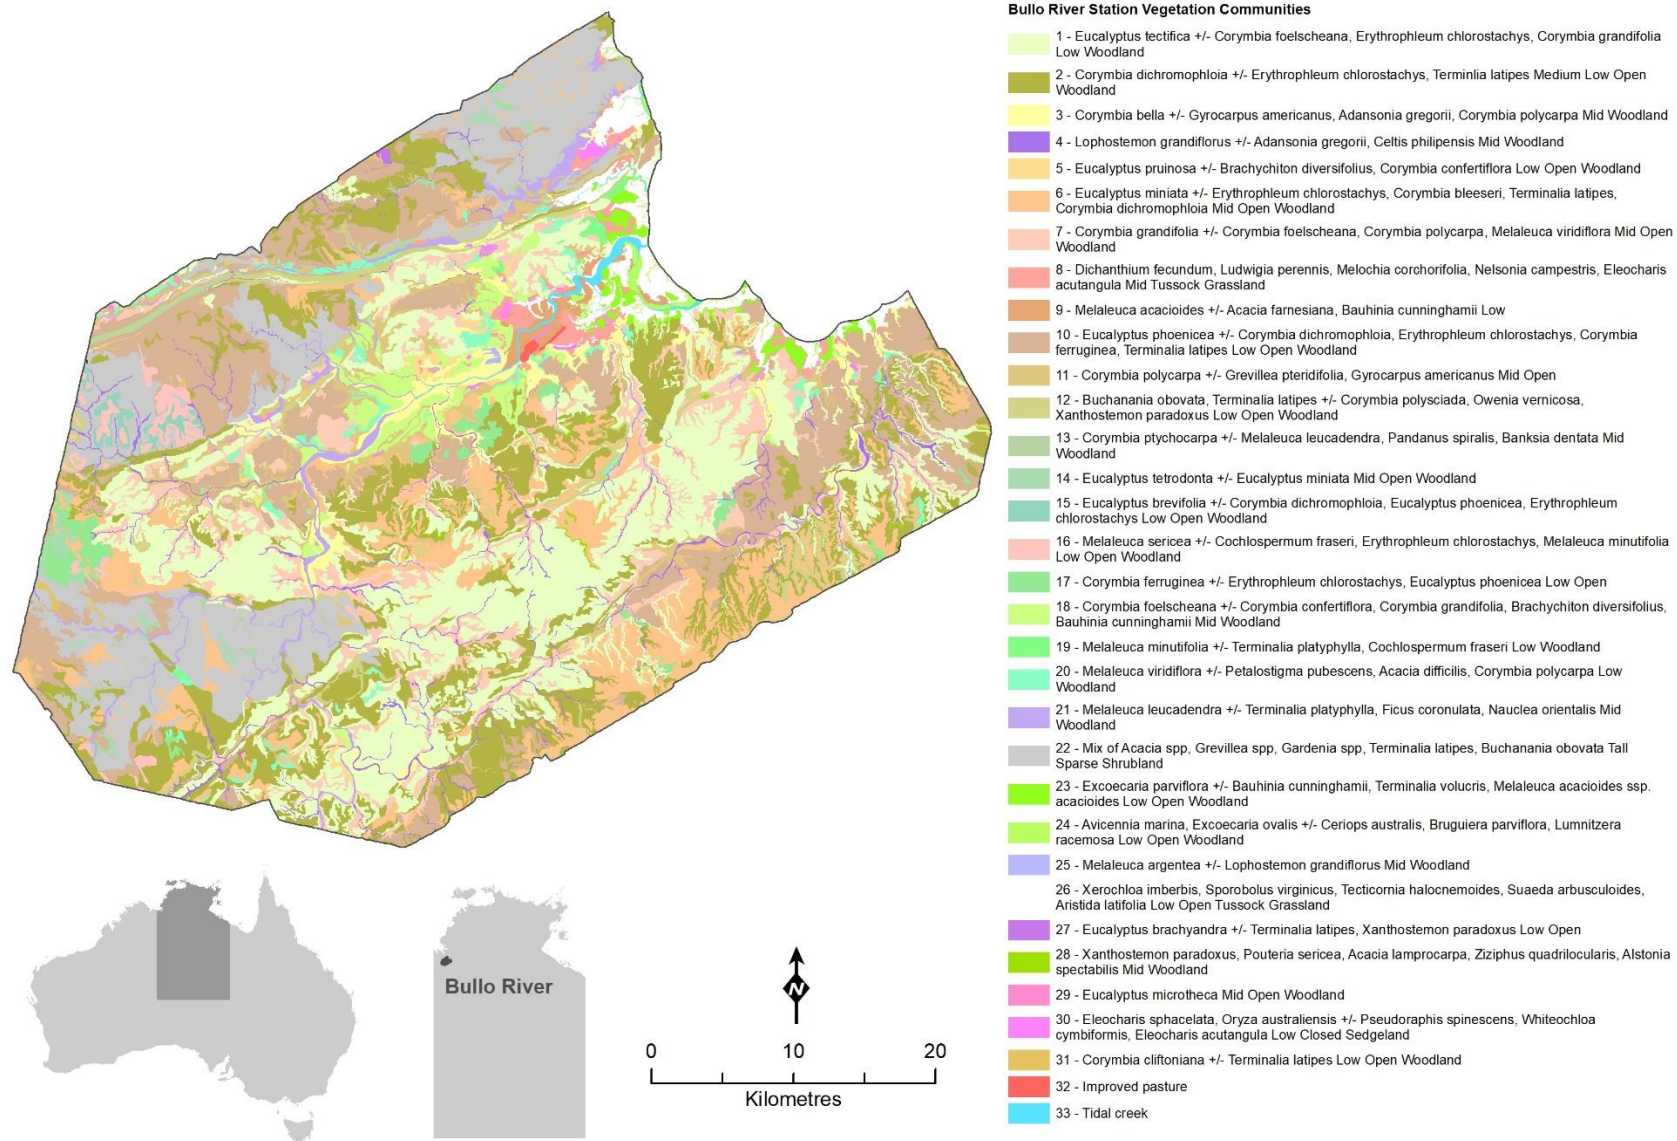 Bullo River Station Vegetation Communities
1 - Eucalyptus tectifica +/- Corymbia foelscheana, Erythrophleum chlorostachys, Corymbia grandifolia
Low Woodland
2 - Corymbia dichromophloia +/- Erythrophleum chlorostachys, Terminlia latipes Medium Low Open
Woodland
3 - Corymbia bella +/- Gyrocarpus americanus, Adansonia gregorii, Corymbia polycarpa Mid Woodland
4 - Lophostemon grandiflorus +/- Adansonia gregorii, Celtis philipensis Mid Woodland
5 - Eucalyptus pruinosa +/- Brachychiton diversifolius, Corymbia confertiflora Low Open Woodland
6 - Eucalyptus miniata +/- Erythrophleum chlorostachys, Corymbia bleeseri, Terminalia latipes,
Corymbia dichromophloia Mid Open Woodland
7 - Corymbia grandifolia +/- Corymbia foelscheana, Corymbia polycarpa, Melaleuca viridiflora Mid Open
Woodland
8 - Dichanthium fecundum, Ludwigia perennis, Melochia corchorifolia, Nelsonia campestris, Eleocharis
acutangula Mid Tussock Grassland
9 - Melaleuca acacioides +/- Acacia farnesiana, Bauhinia cunninghamii Low
10 - Eucalyptus phoenicea +/- Corymbia dichromophloia, Erythrophleum chlorostachys, Corymbia
ferruginea, Terminalia latipes Low Open Woodland
11 - Corymbia polycarpa +/- Grevillea pteridifolia, Gyrocarpus americanus Mid Open
12 - Buchanania obovata, Terminalia latipes +/- Corymbia polysciada, Owenia vernicosa,
Xanthostemon paradoxus Low Open Woodland
13 - Corymbia ptychocarpa +/- Melaleuca leucadendra, Pandanus spiralis, Banksia dentata Mid
Woodland
14 - Eucalyptus tetrodonta +/- Eucalyptus miniata Mid Open Woodland
15 - Eucalyptus brevifolia +/- Corymbia dichromophloia, Eucalyptus phoenicea, Erythrophleum
chlorostachys Low Open Woodland
16 - Melaleuca sericea +/- Cochlospermum fraseri, Erythrophleum chlorostachys, Melaleuca minutifolia
Low Open Woodland
17 - Corymbia ferruginea +/- Erythrophleum chlorostachys, Eucalyptus phoenicea Low Open
18 - Corymbia foelscheana +/- Corymbia confertiflora, Corymbia grandifolia, Brachychiton diversifolius,
Bauhinia cunninghamii Mid Woodland
19 - Melaleuca minutifolia +/- Terminalia platyphylla, Cochlospermum fraseri Low Woodland
20 - Melaleuca viridiflora +/- Petalostigma pubescens, Acacia difficilis, Corymbia polycarpa Low
Woodland
21 - Melaleuca leucadendra +/- Terminalia platyphylla, Ficus coronulata, Nauclea orientalis Mid
Woodland
22 - Mix of Acacia spp, Grevillea spp, Gardenia spp, Terminalia latipes, Buchanania obovata Tall
Sparse Shrubland
23 - Excoecaria parviflora +/- Bauhinia cunninghamii, Terminalia volucris, Melaleuca acacioides ssp.
acacioides Low Open Woodland
24 - Avicennia marina, Excoecaria ovalis +/- Ceriops australis, Bruguiera parviflora, Lumnitzera
racemosa Low Open Woodland
25 - Melaleuca argentea +/- Lophostemon grandiflorus Mid Woodland
26 - Xerochloa imberbis, Sporobolus virginicus, Tecticornia halocnemoides, Suaeda arbusculoides,
Aristida latifolia Low Open Tussock Grassland
27 - Eucalyptus brachyandra +/- Terminalia latipes, Xanthostemon paradoxus Low Open
28 - Xanthostemon paradoxus, Pouteria sericea, Acacia lamprocarpa, Ziziphus quadrilocularis, Alstonia
spectabilis Mid Woodland
29 - Eucalyptus microtheca Mid Open Woodland
30 - Eleocharis sphacelata, Oryza australiensis +/- Pseudoraphis spinescens, Whiteochloa
cymbiformis, Eleocharis acutangula Low Closed Sedgeland
31 - Corymbia cliftoniana +/- Terminalia latipes Low Open Woodland
32 - Improved pasture
33 - Tidal creek
Bullo River
N
0 10 20
Kilometres